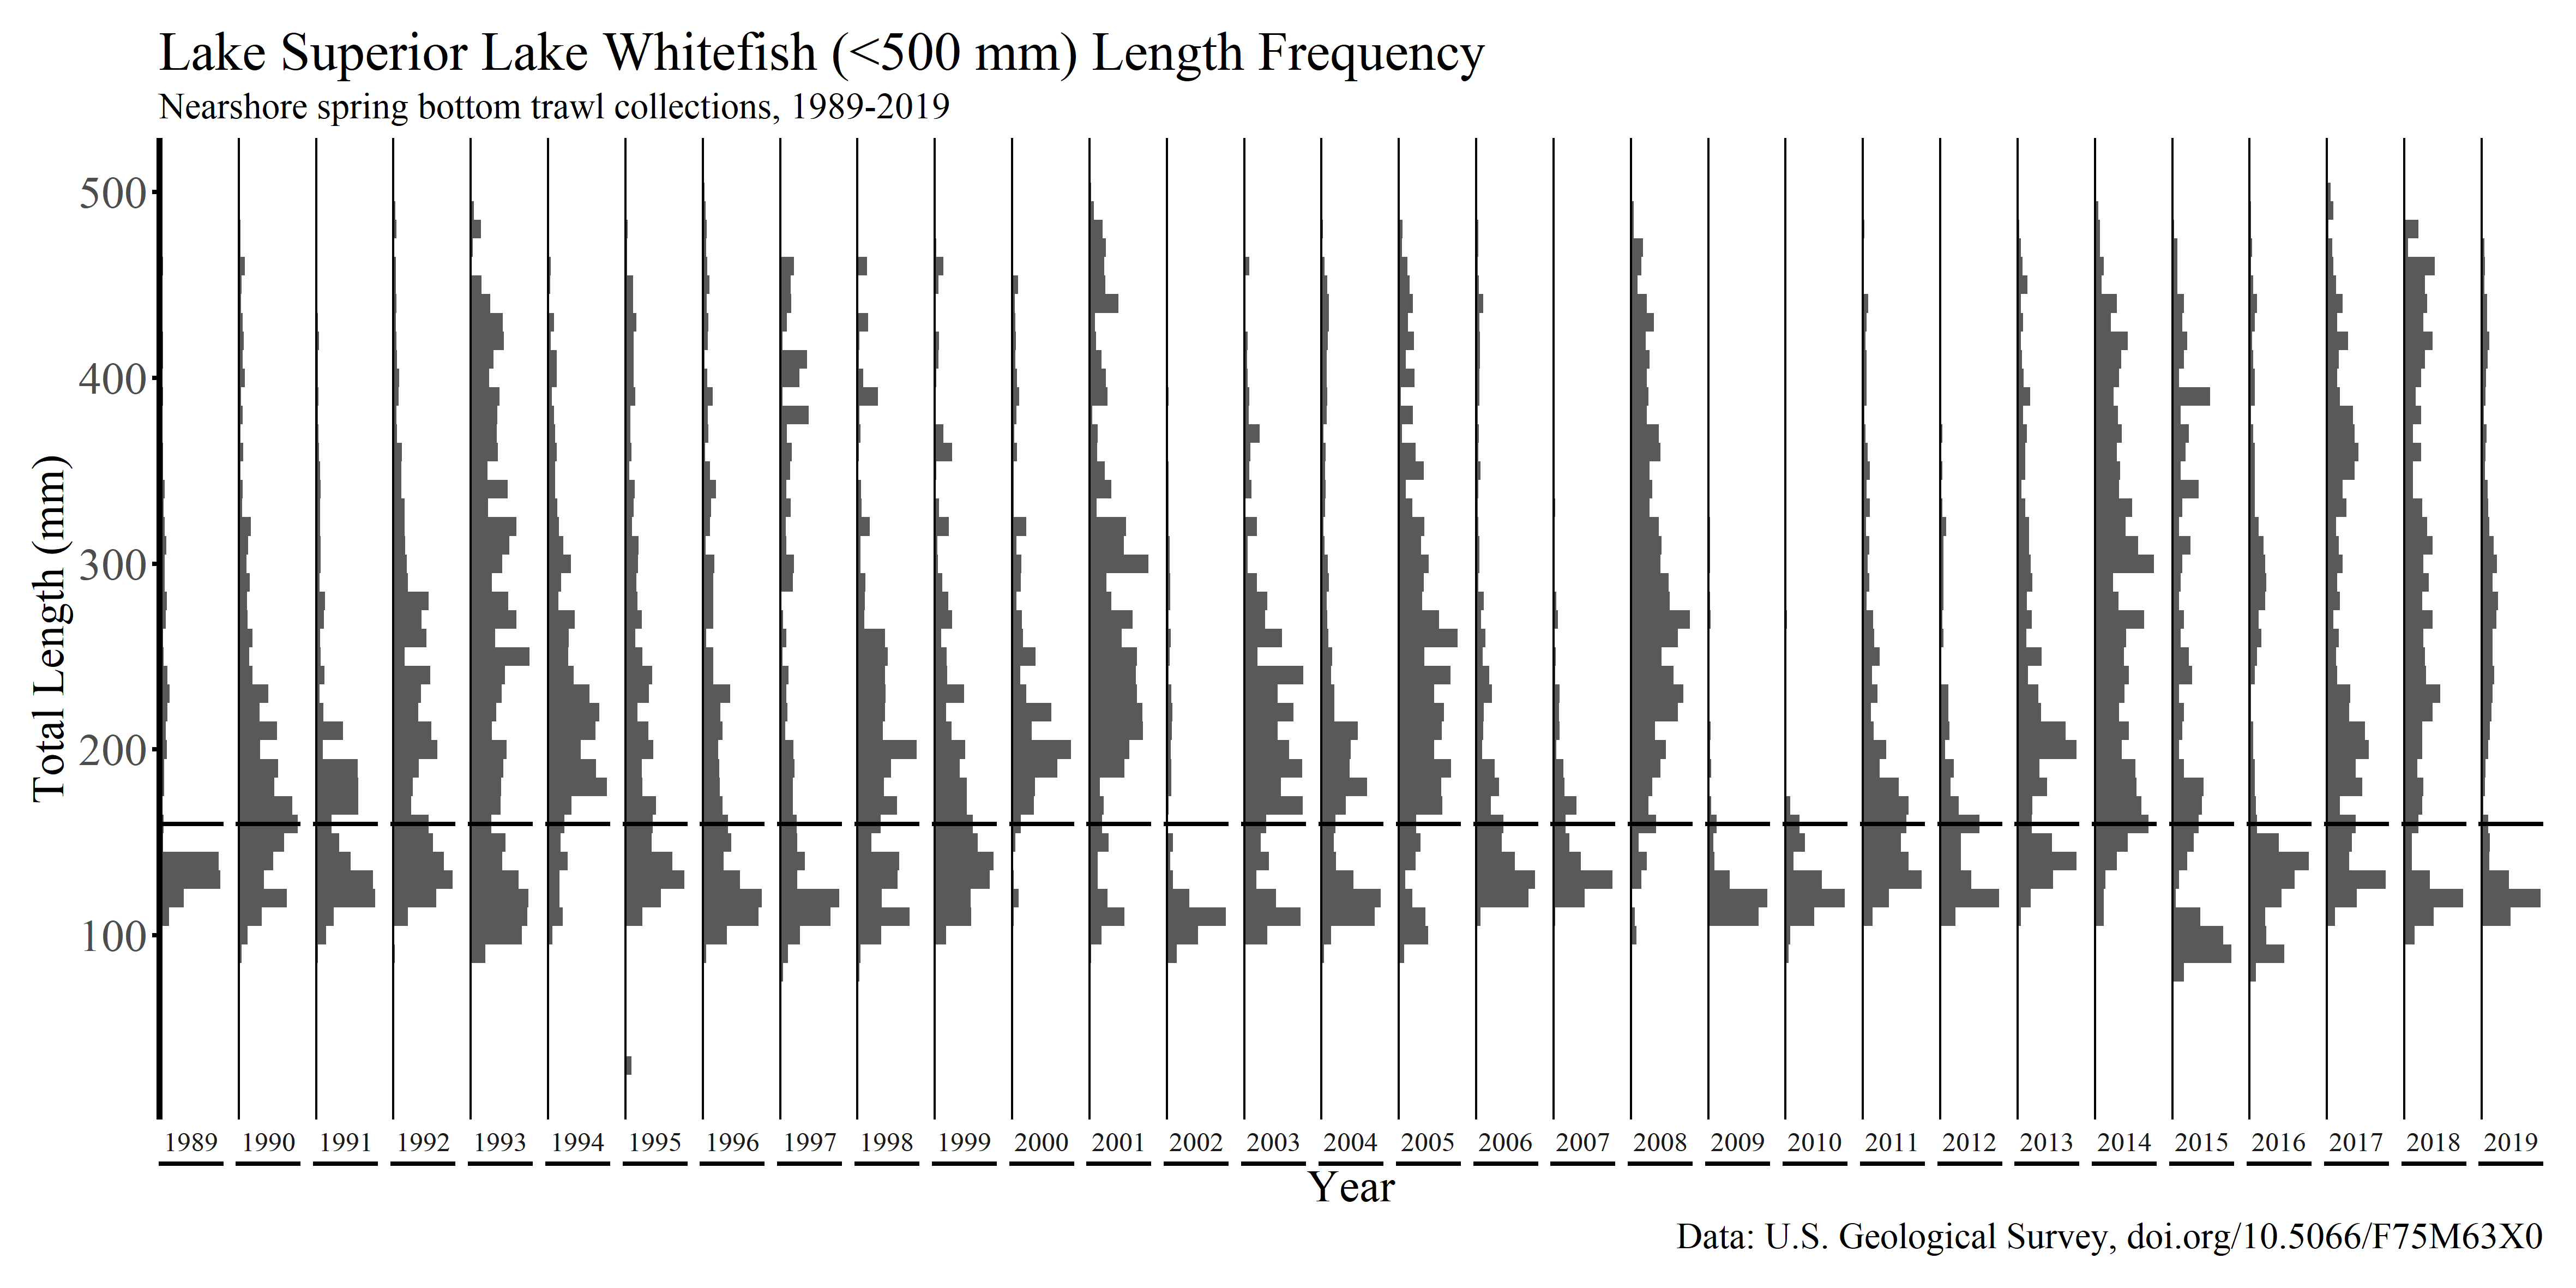 Lake Superior Lake Whitefish (<500 mm) Length Frequency
Nearshore spring bottom trawl collections, 1989-2019
Total Length (mm)
500
400
300
200
100
1989 1990 1991 1992 1993 1994 1995 1996 1997 1998 1999 2000 2001 2002 2003 2004 2005 2006 2007 2008 2009 2010 2011 2012 2013 2014 2015 2016 2017 2018 2019
Year
Data: U.S. Geological Survey, doi.org/10.5066/F75M63X0